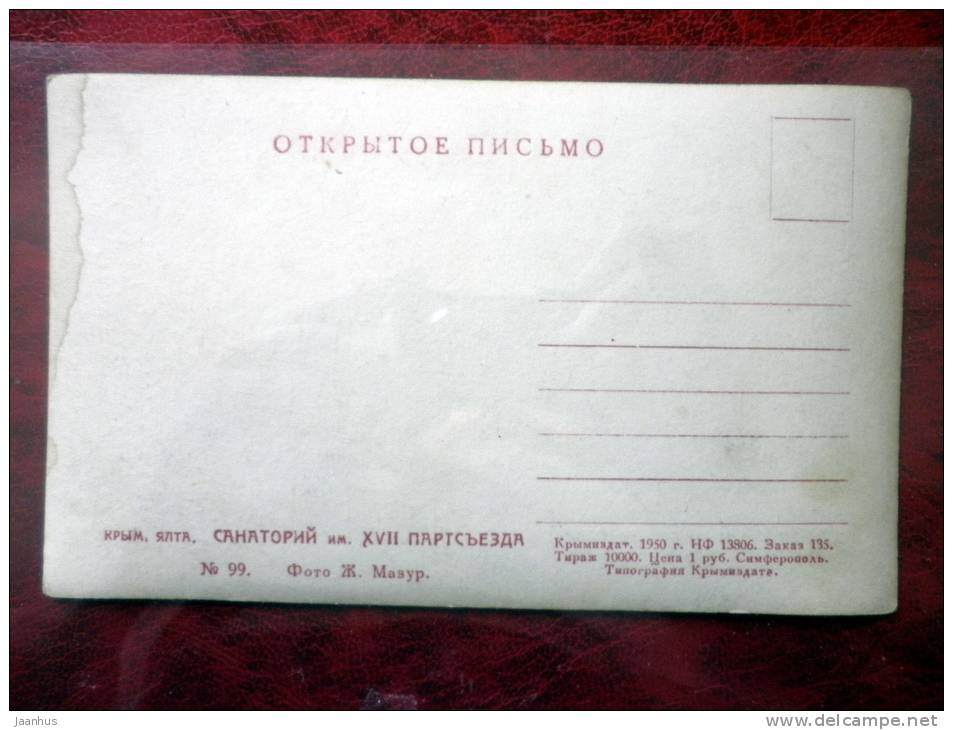 ОТКРЫТОЕ ПИСЬМО
КРЫМ, ЯЛТА, САНАТОРИЙ им. XVII ПАРТСЪЕЗДА
№ 99. Фото Ж. Мазур.
Крымиздат. 1950 г. НФ 13806. Заказ 135.
Тираж 10000. Цена 1 руб. Симферополь.
Типография Крымиздата.
Jaanhus
www.delcampe.net